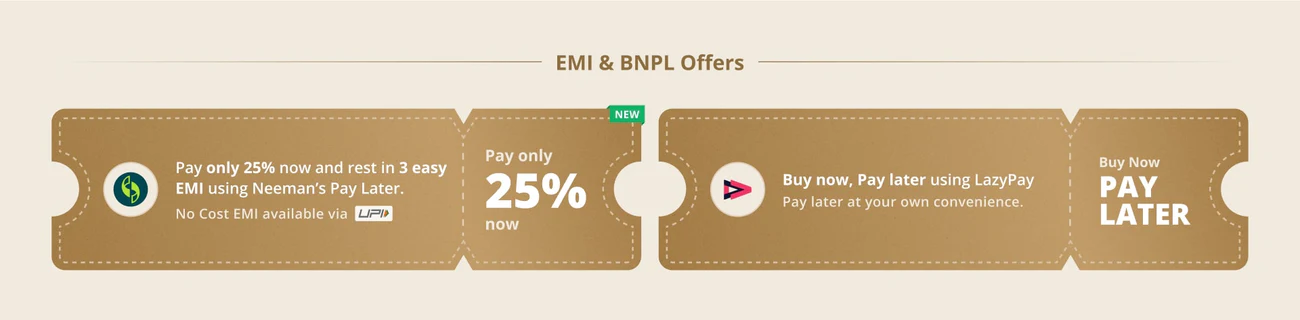 EMI & BNPL Offers
Pay only 25% now and rest in 3 easy
EMI using Neeman’s Pay Later.
No Cost EMI available via UPI
NEW
Pay only
25%
now
Buy now, Pay later using LazyPay
Pay later at your own convenience.
Buy Now
PAY
LATER